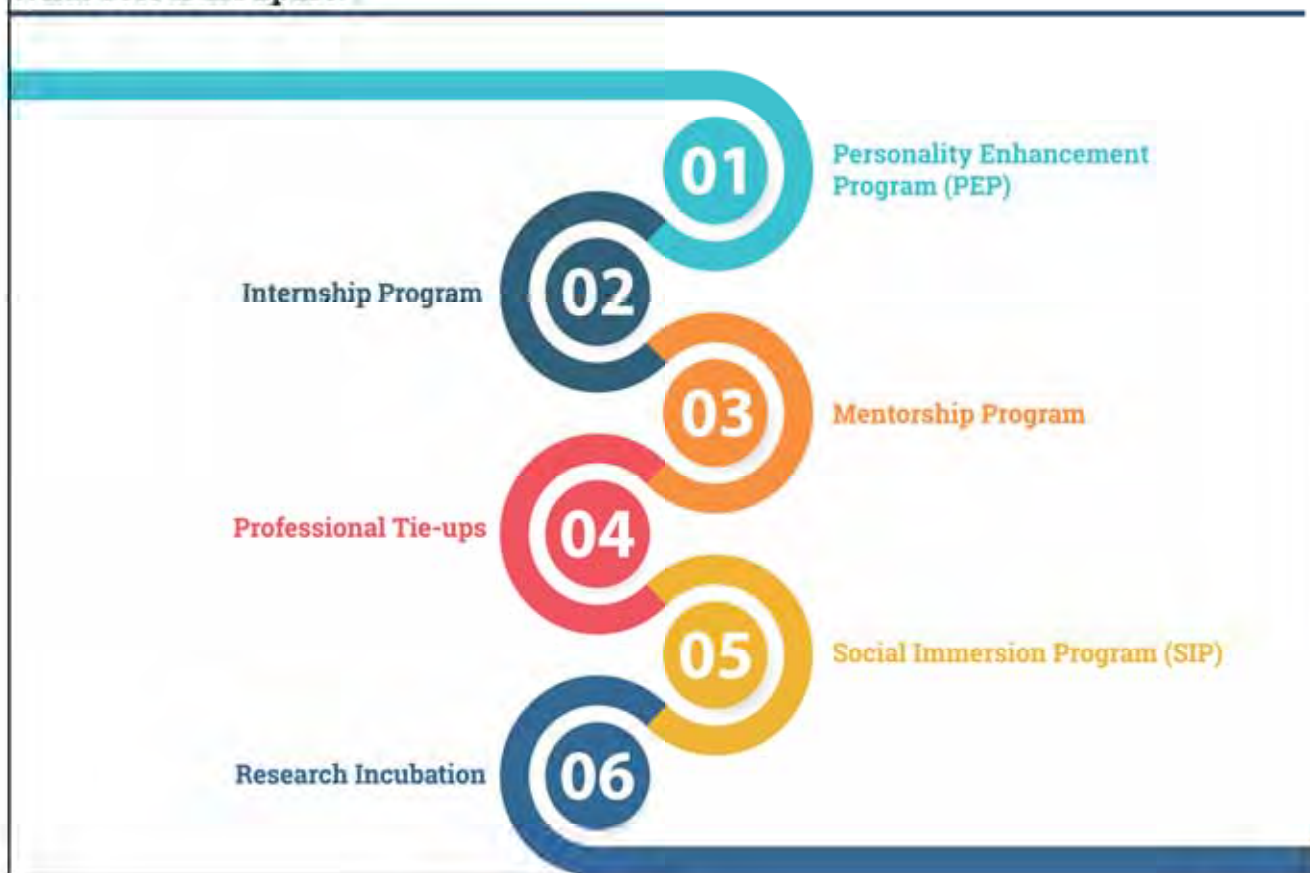 01
Personality Enhancement
Program (PEP)
02
Internship Program
03
Mentorship Program
04
Professional Tie-ups
05
Social Immersion Program (SIP)
06
Research Incubation